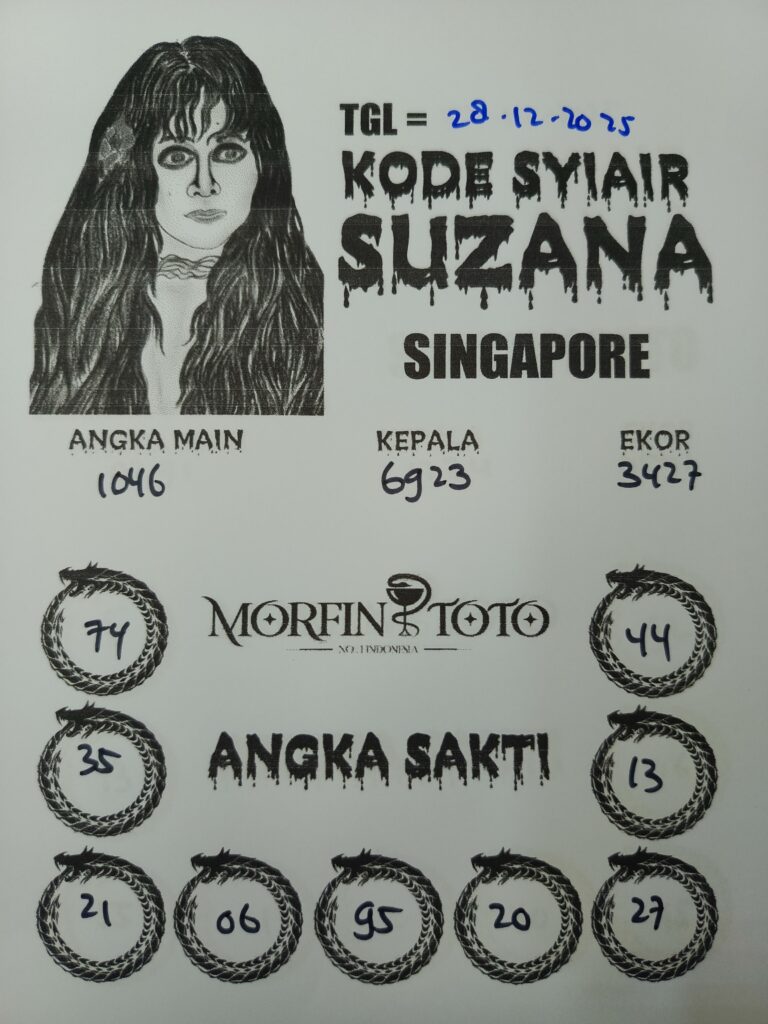 TGL = 28.12.2025
KODE SYIAIR
SUZANA
SINGAPORE
ANGKA MAIN KEPALA EKOR
1046 6923 3427
74 MORFIN TOTO 44
NO.1 INDONESIA
35 ANGKA SAKTI 13
21 06 95 20 27